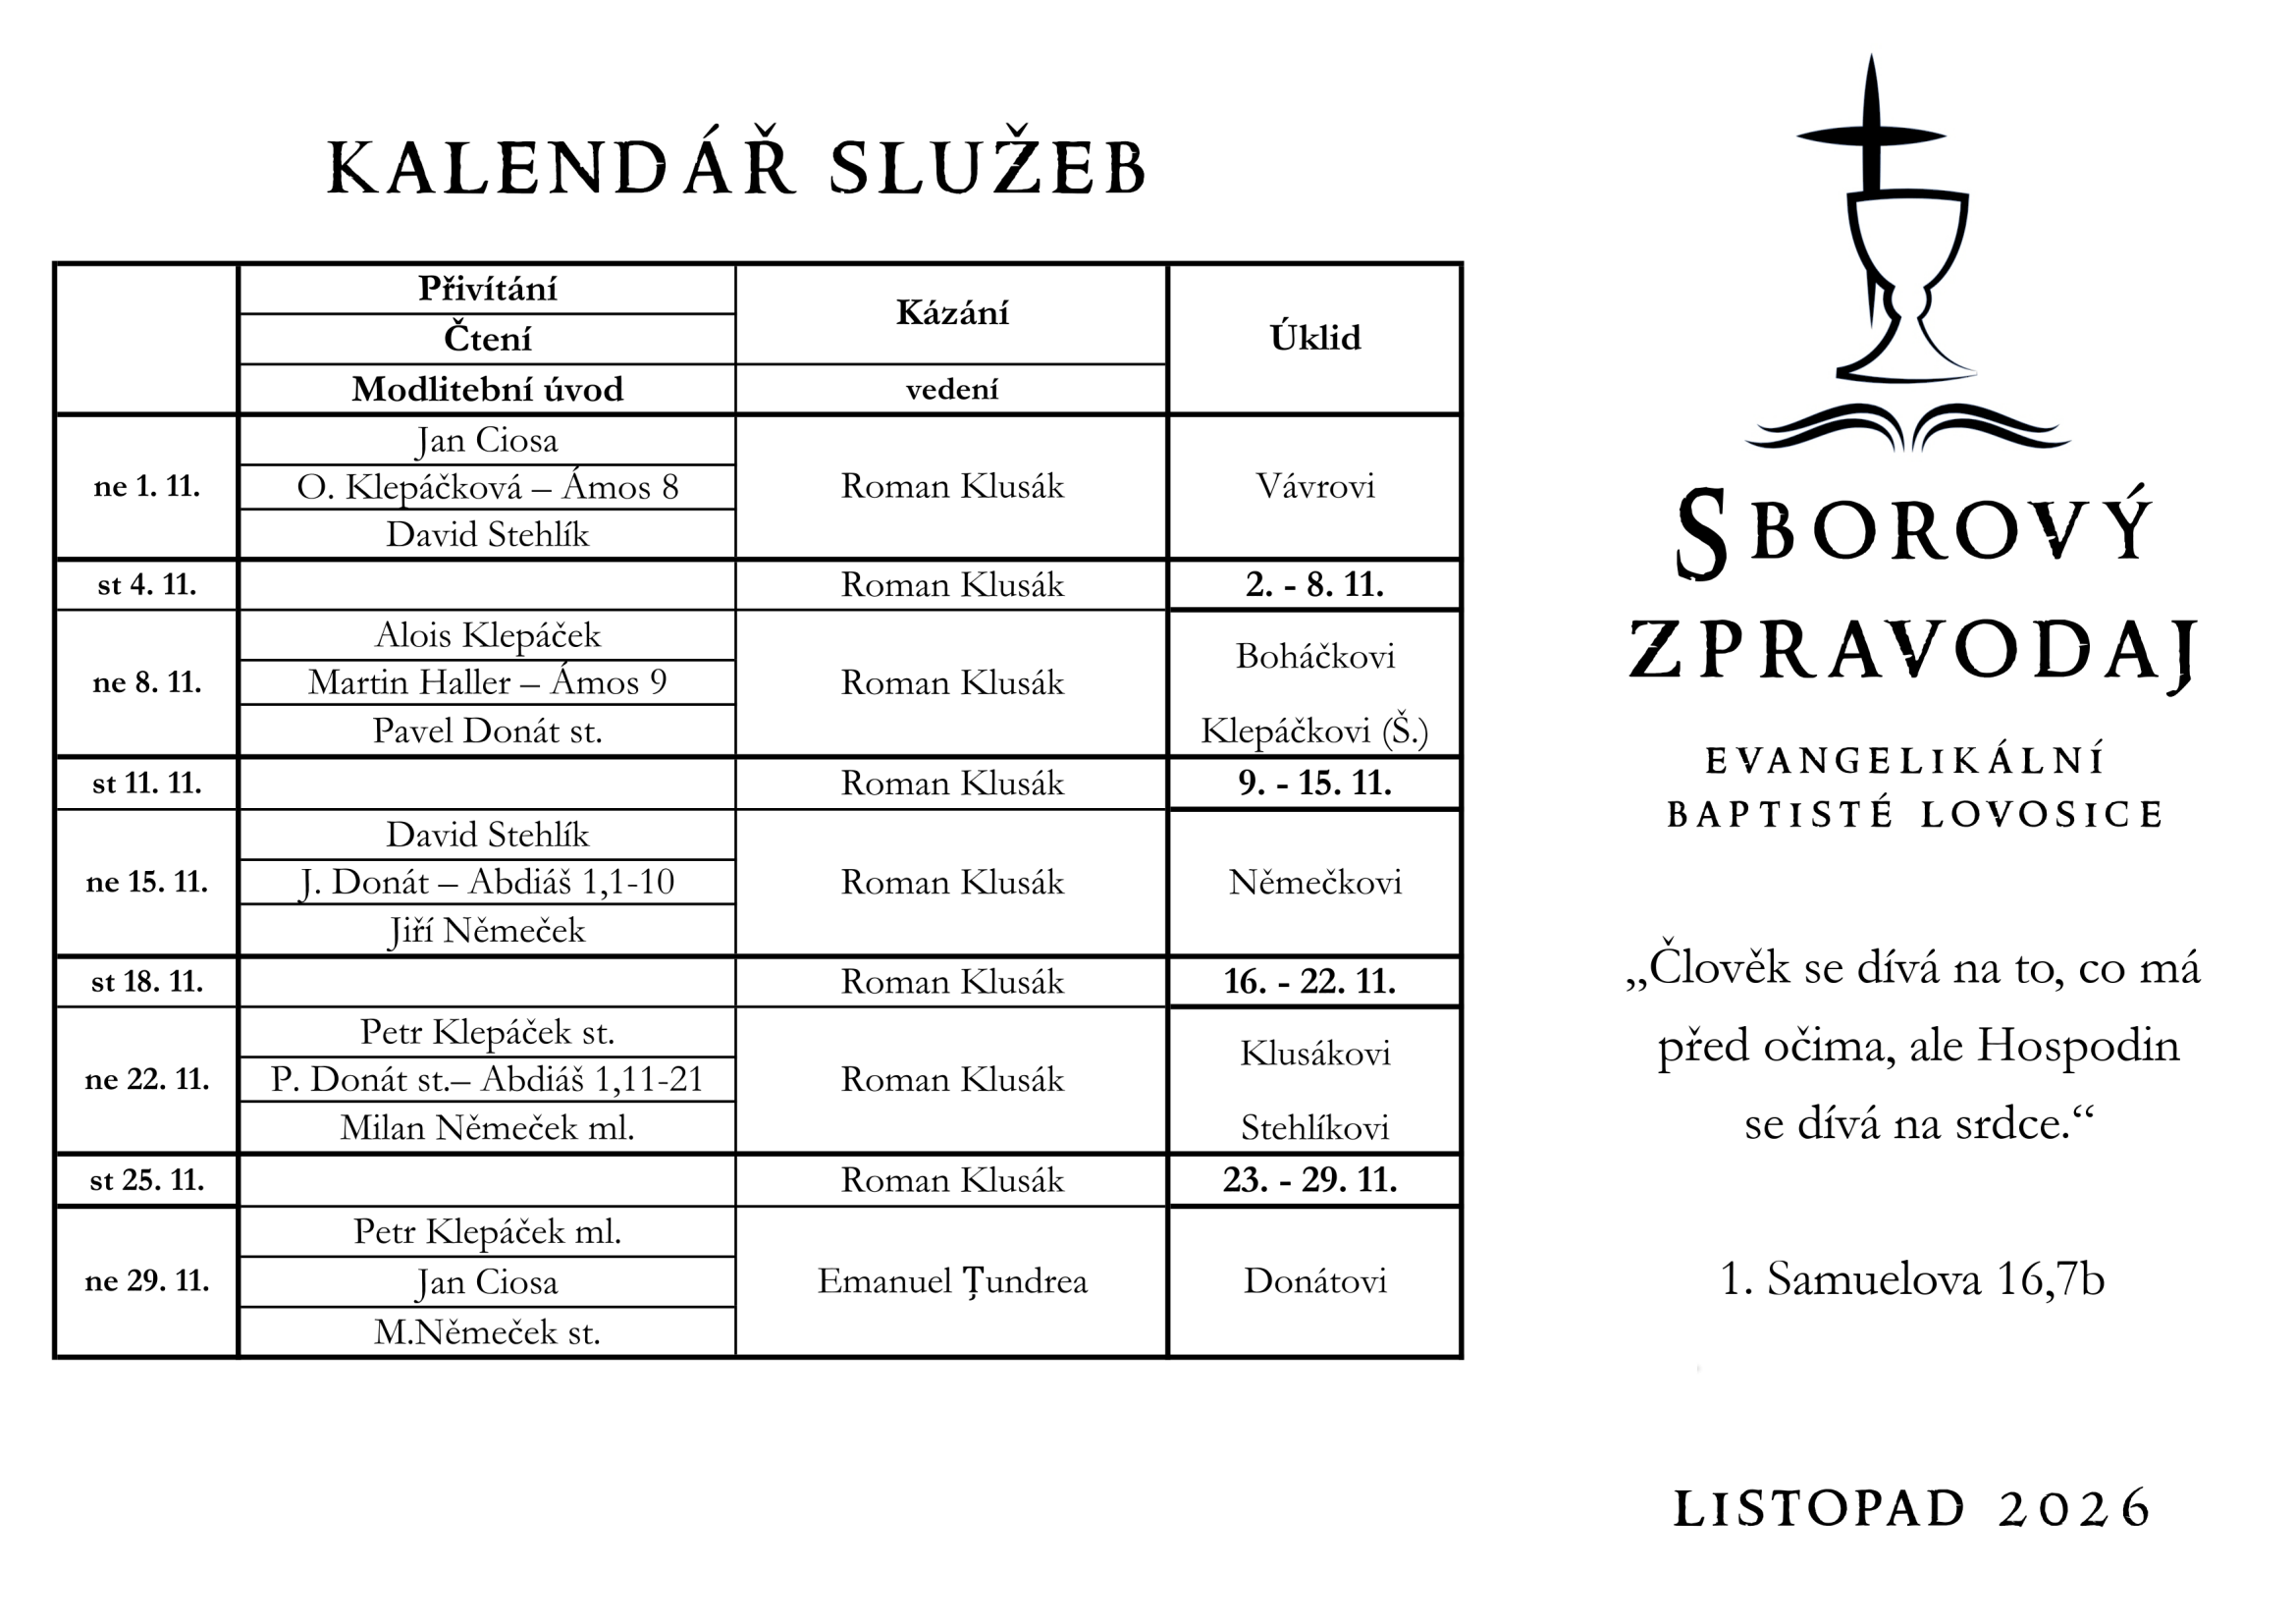 KALENDÁŘ SLUŽEB
Přivítání
Čtení
Modlitební úvod
Kázání
vedení
Úklid
ne 1. 11.
Jan Ciosa
O. Klepáčková – Ámos 8
David Stehlík
Roman Klusák
Vávrovi
st 4. 11.
Roman Klusák
2. - 8. 11.
ne 8. 11.
Alois Klepáček
Martin Haller – Ámos 9
Pavel Donát st.
Roman Klusák
Boháčkovi
Klepáčkovi (Š.)
st 11. 11.
Roman Klusák
9. - 15. 11.
ne 15. 11.
David Stehlík
J. Donát – Abdiáš 1,1-10
Jiří Němeček
Roman Klusák
Němečkovi
st 18. 11.
Roman Klusák
16. - 22. 11.
ne 22. 11.
Petr Klepáček st.
P. Donát st.– Abdiáš 1,11-21
Milan Němeček ml.
Roman Klusák
Klusákovi
Stehlíkovi
st 25. 11.
Roman Klusák
23. - 29. 11.
ne 29. 11.
Petr Klepáček ml.
Jan Ciosa
M.Němeček st.
Emanuel Țundrea
Donátovi
SBOROVÝ
ZPRAVODAJ
EVANGELIKÁLNÍ
BAPTISTÉ LOVOSICE
„Člověk se dívá na to, co má
před očima, ale Hospodin
se dívá na srdce.“
1. Samuelova 16,7b
LISTOPAD 2026